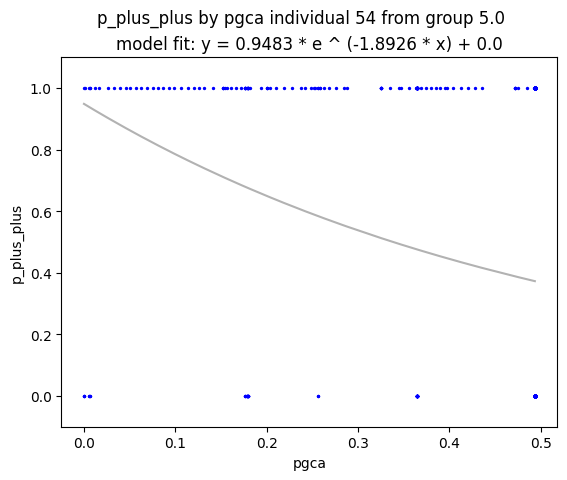 p_plus_plus by pgca individual 54 from group 5.0
model fit: y = 0.9483 * e ^ (-1.8926 * x) + 0.0
1.0
0.8
0.6
0.4
0.2
0.0
p_plus_plus
0.0 0.1 0.2 0.3 0.4 0.5
pgca